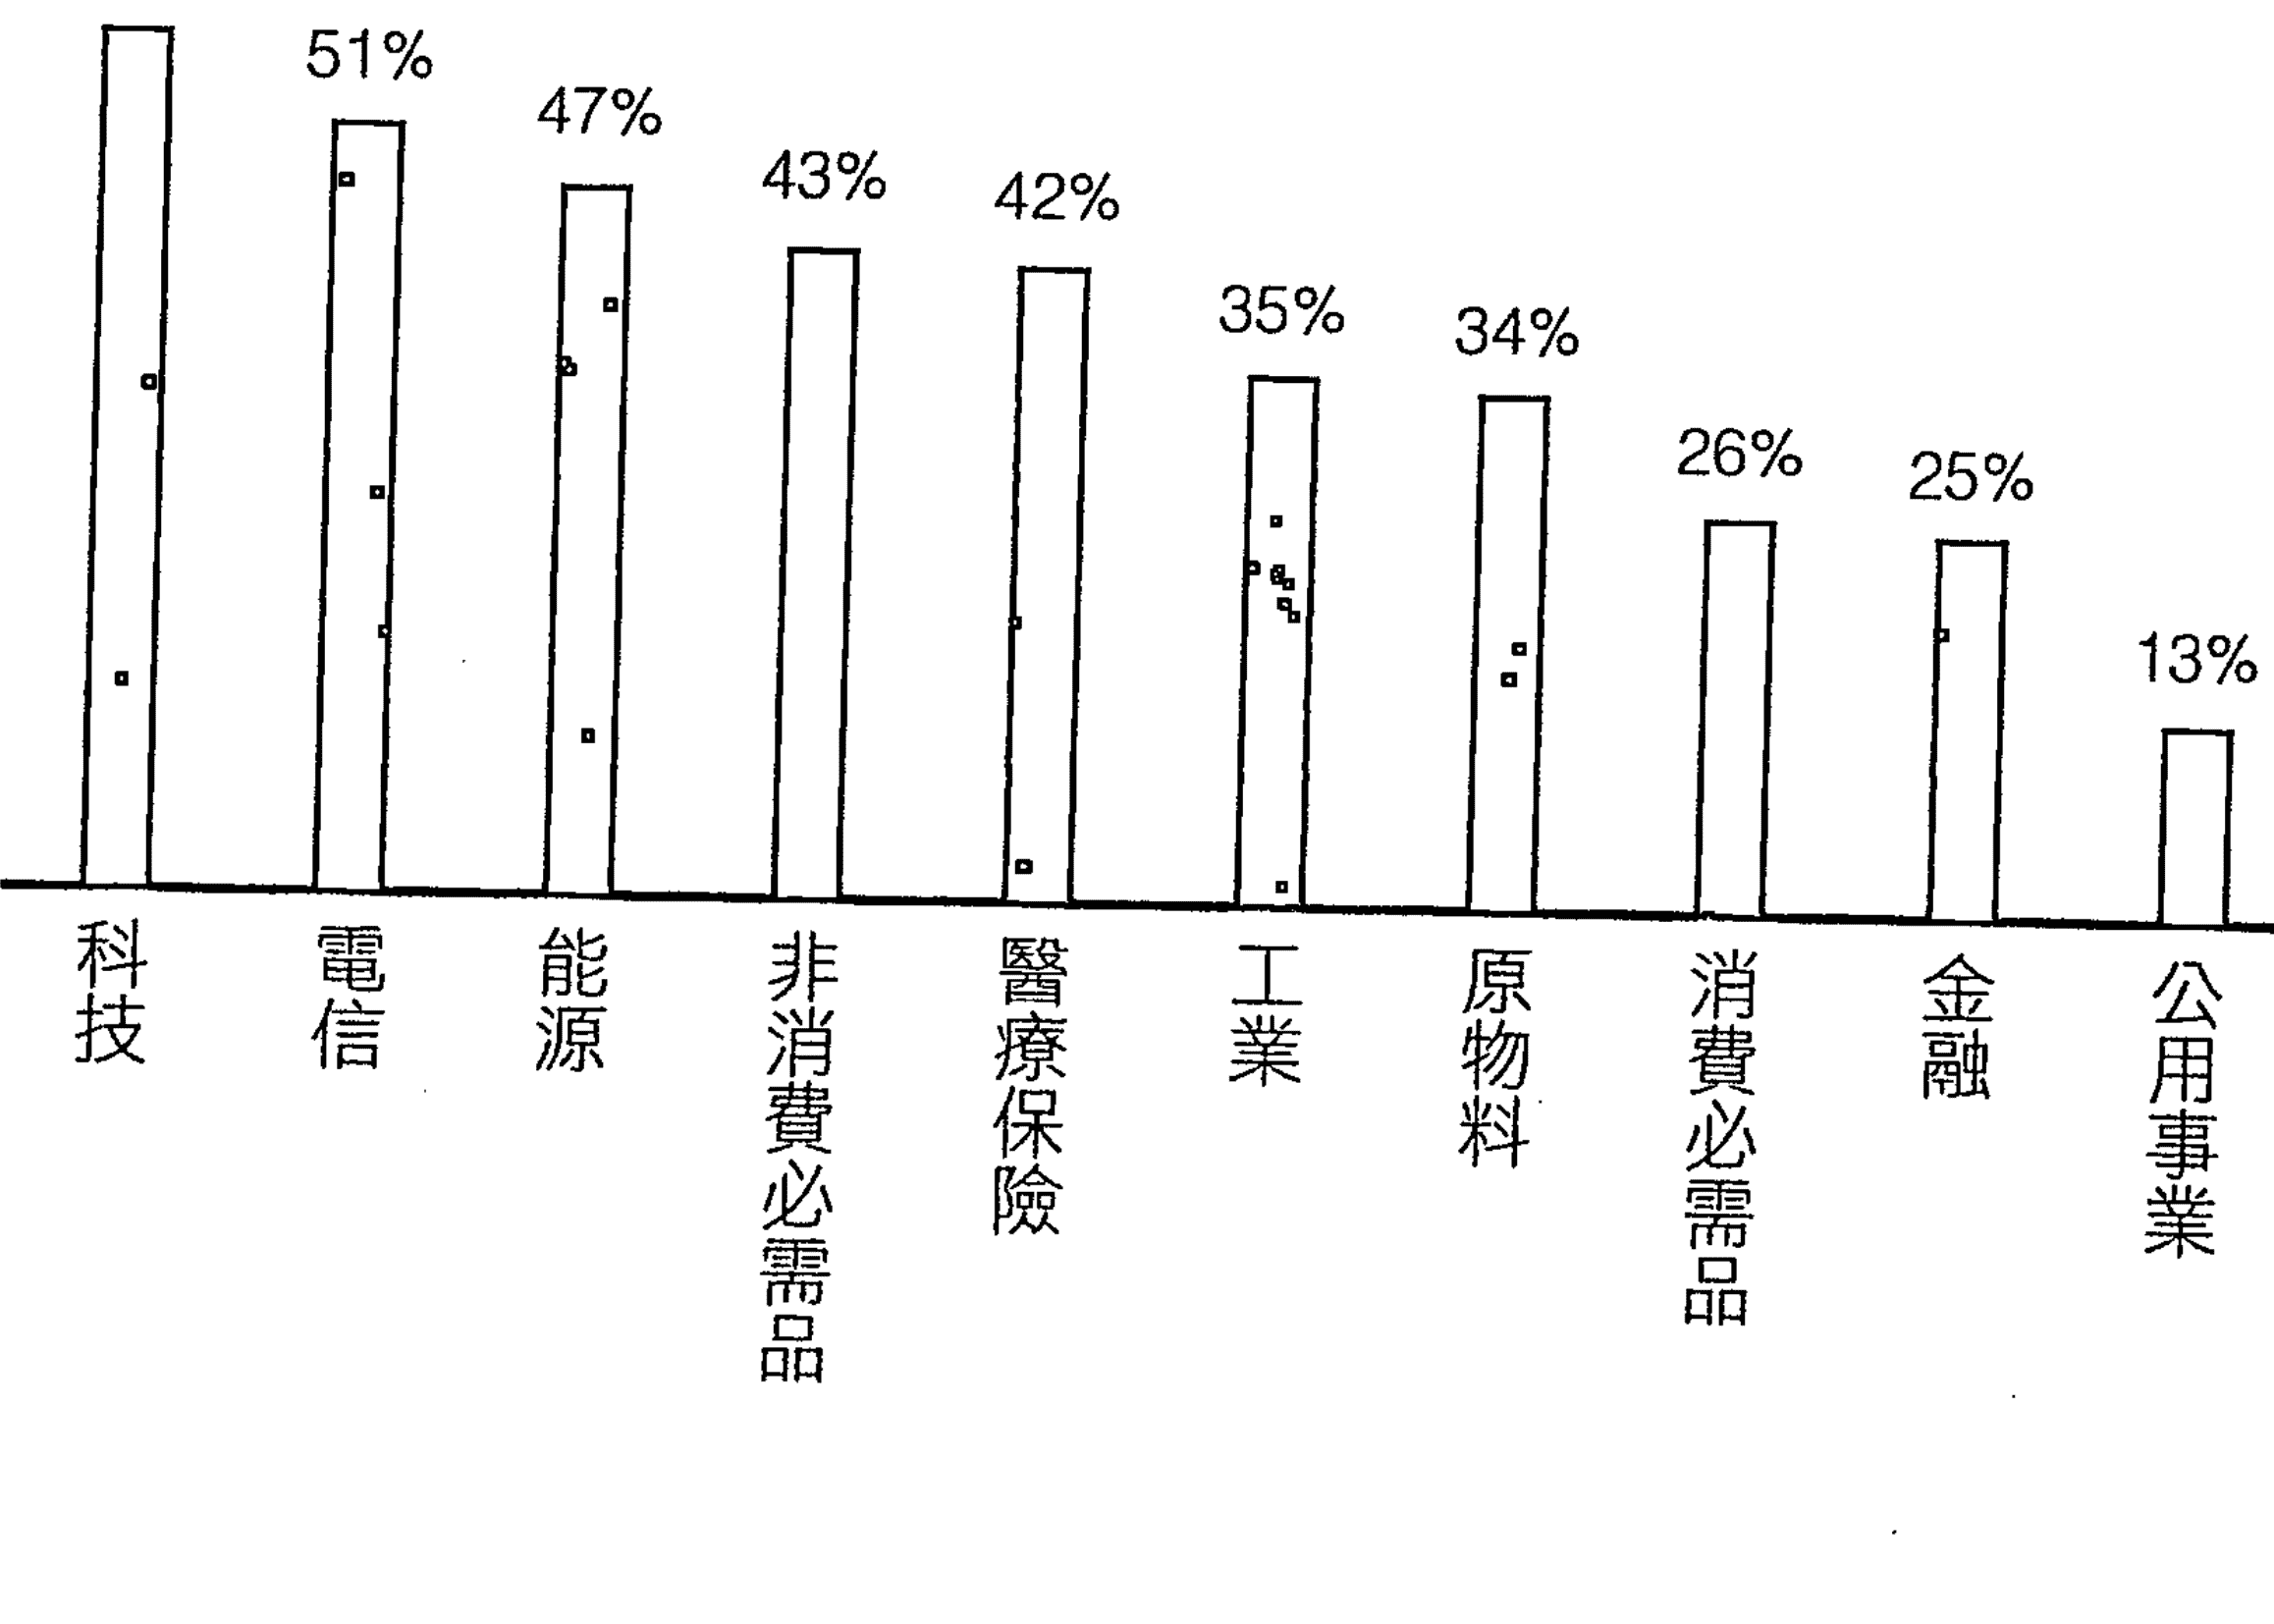 51%
47%
43%
42%
35%
34%
26%
25%
13%
科技
電信
能源
非消費必需品
醫療保險
工業
原物料
消費必需品
金融
公用事業